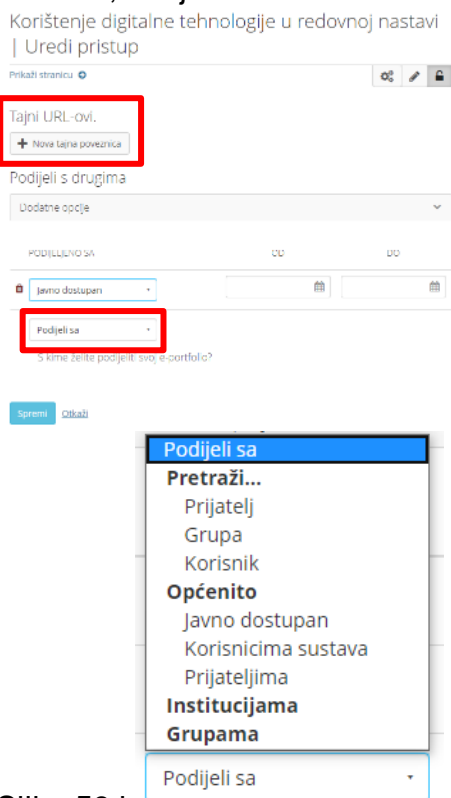 Korištenje digitalne tehnologije u redovnoj nastavi
| Uredi pristup
Prikaži stranicu
Tajni URL-ovi.
+ Nova tajna poveznica
Podijeli s drugima
Dodatne opcije
PODIJELJENO SA OD DO
Javno dostupan
Podijeli sa
S kime želite podijeliti svoj e-portfolio?
Spremi Otkaži
Podijeli sa
Pretraži...
Prijatelj
Grupa
Korisnik
Općenito
Javno dostupan
Korisnicima sustava
Prijateljima
Institucijama
Grupama
Podijeli sa